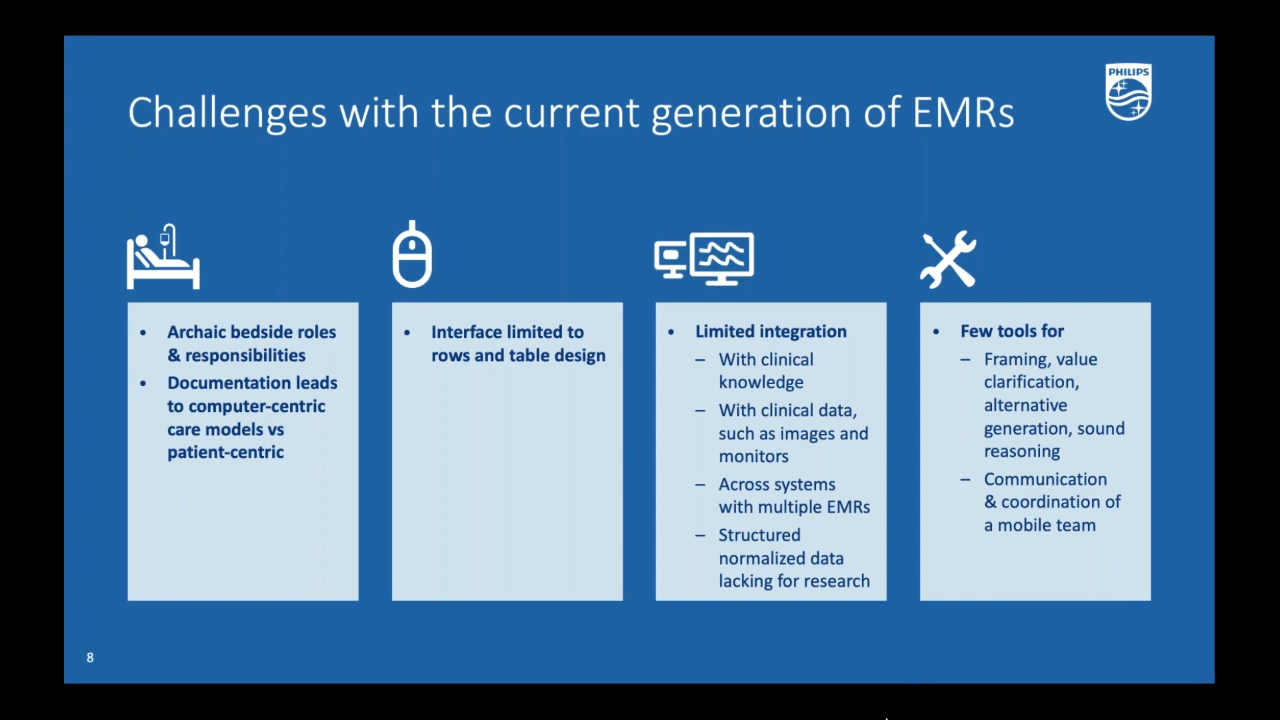 PHILIPS
Challenges with the current generation of EMRs
• Archaic bedside roles
& responsibilities
• Documentation leads
to computer-centric
care models vs
patient-centric
• Interface limited to
rows and table design
• Limited integration
– With clinical
knowledge
– With clinical data,
such as images and
monitors
– Across systems
with multiple EMRs
– Structured
normalized data
lacking for research
• Few tools for
– Framing, value
clarification,
alternative
generation, sound
reasoning
– Communication
& coordination of
a mobile team
8